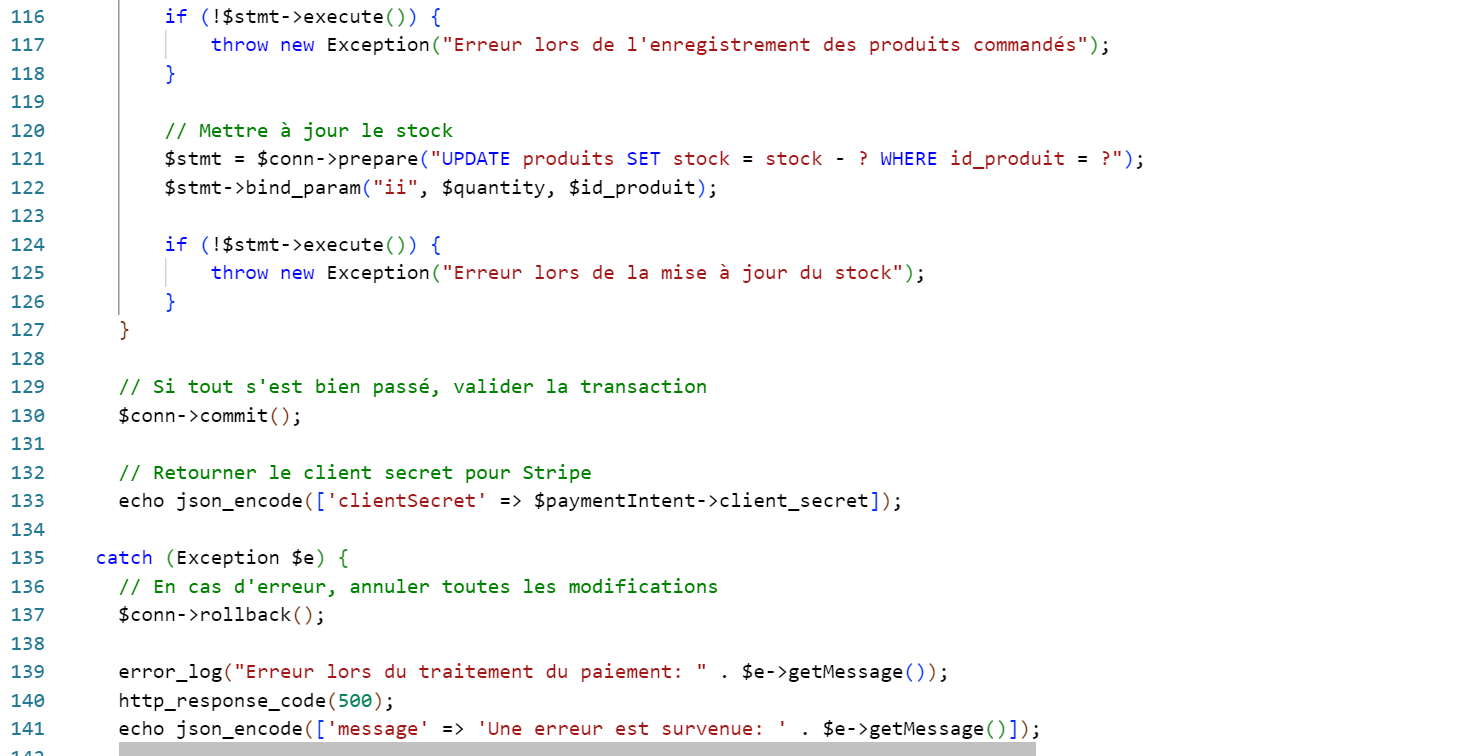 116 if (!$stmt->execute()) {
117 throw new Exception("Erreur lors de l'enregistrement des produits commandés");
118 }
119
120 // Mettre à jour le stock
121 $stmt = $conn->prepare("UPDATE produits SET stock = stock - ? WHERE id_produit = ?");
122 $stmt->bind_param("ii", $quantity, $id_produit);
123
124 if (!$stmt->execute()) {
125 throw new Exception("Erreur lors de la mise à jour du stock");
126 }
127 }
128
129 // Si tout s'est bien passé, valider la transaction
130 $conn->commit();
131
132 // Retourner le client secret pour Stripe
133 echo json_encode(['clientSecret' => $paymentIntent->client_secret]);
134
135 catch (Exception $e) {
136 // En cas d'erreur, annuler toutes les modifications
137 $conn->rollback();
138
139 error_log("Erreur lors du traitement du paiement: " . $e->getMessage());
140 http_response_code(500);
141 echo json_encode(['message' => 'Une erreur est survenue: ' . $e->getMessage()]);